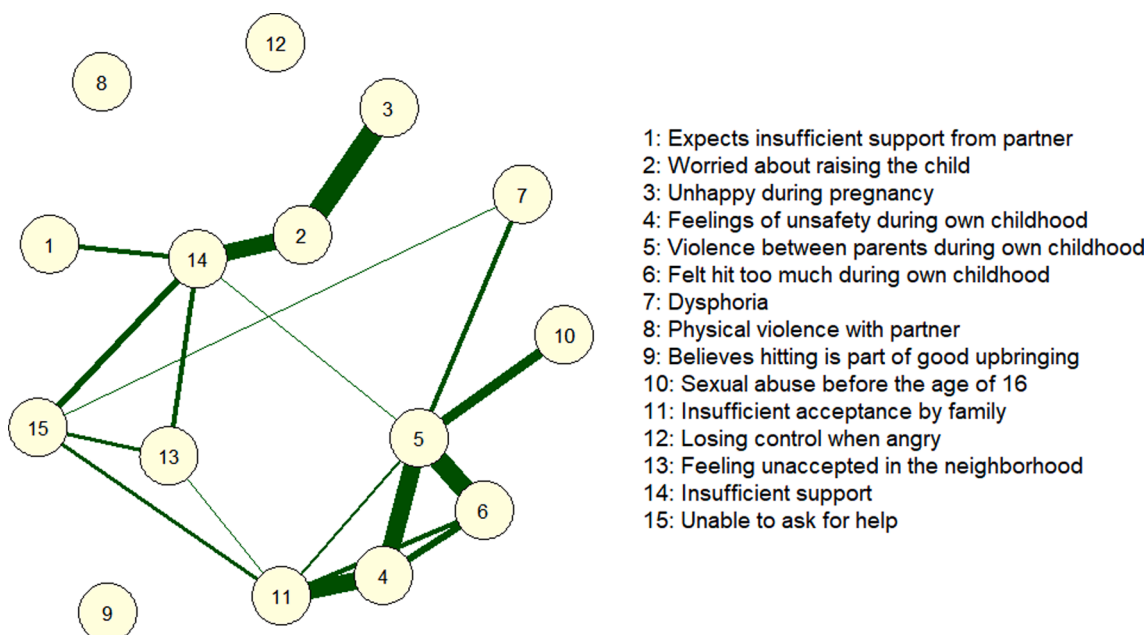 12
8
3
7
2
1
14
10
15
5
13
6
4
11
9
1: Expects insufficient support from partner
2: Worried about raising the child
3: Unhappy during pregnancy
4: Feelings of unsafety during own childhood
5: Violence between parents during own childhood
6: Felt hit too much during own childhood
7: Dysphoria
8: Physical violence with partner
9: Believes hitting is part of good upbringing
10: Sexual abuse before the age of 16
11: Insufficient acceptance by family
12: Losing control when angry
13: Feeling unaccepted in the neighborhood
14: Insufficient support
15: Unable to ask for help